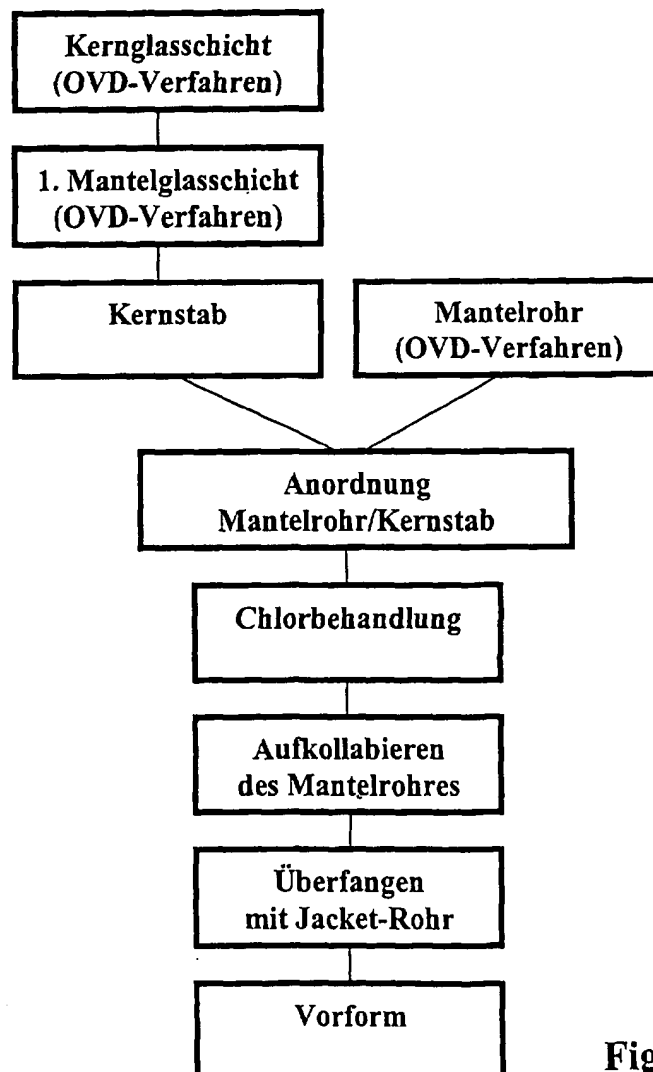 Kernglasschicht
(OVD-Verfahren)
1. Mantelglasschicht
(OVD-Verfahren)
Kernstab
Mantelrohr
(OVD-Verfahren)
Anordnung
Mantelrohr/Kernstab
Chlorbehandlung
Aufkollabieren
des Mantelrohres
Überfangen
mit Jacket-Rohr
Vorform
Fig